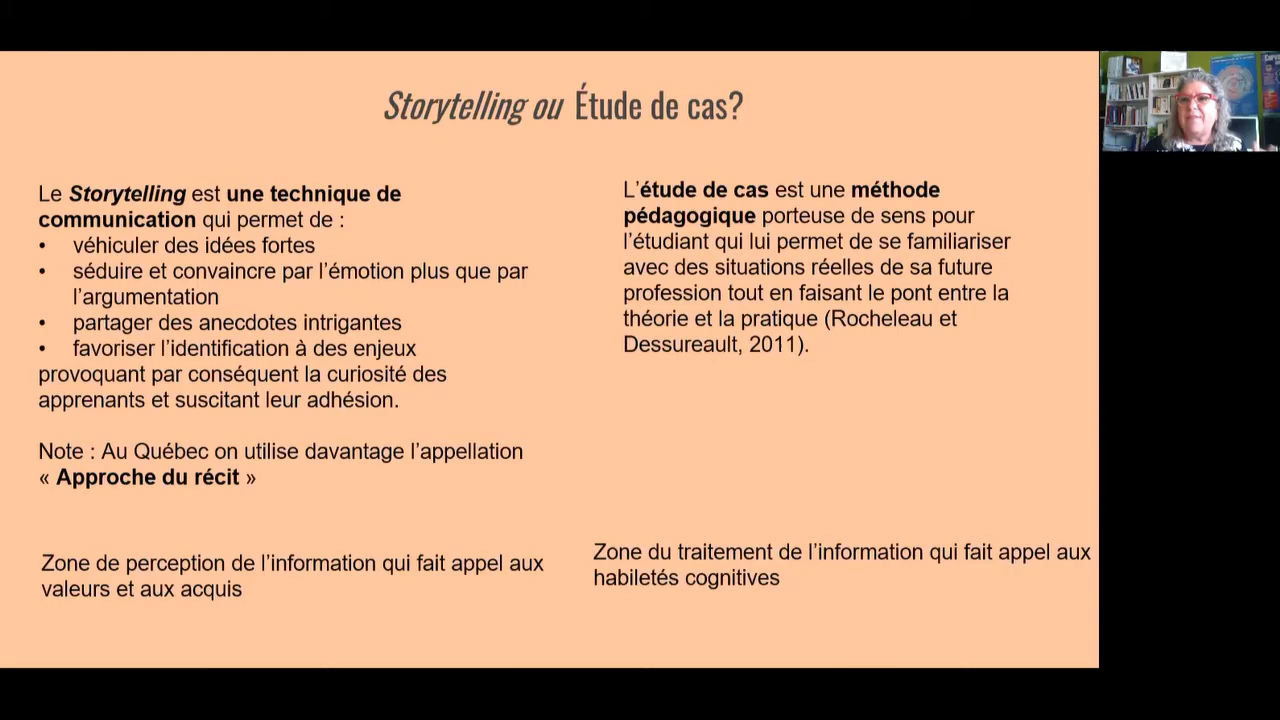 Storytelling ou Étude de cas?
Le Storytelling est une technique de
communication qui permet de :
• véhiculer des idées fortes
• séduire et convaincre par l’émotion plus que par
l’argumentation
• partager des anecdotes intrigantes
• favoriser l’identification à des enjeux
provoquant par conséquent la curiosité des
apprenants et suscitant leur adhésion.
Note : Au Québec on utilise davantage l’appellation
« Approche du récit »
Zone de perception de l’information qui fait appel aux
valeurs et aux acquis
L’étude de cas est une méthode
pédagogique porteuse de sens pour
l’étudiant qui lui permet de se familiariser
avec des situations réelles de sa future
profession tout en faisant le pont entre la
théorie et la pratique (Rocheleau et
Dessureault, 2011).
Zone du traitement de l’information qui fait appel aux
habiletés cognitives